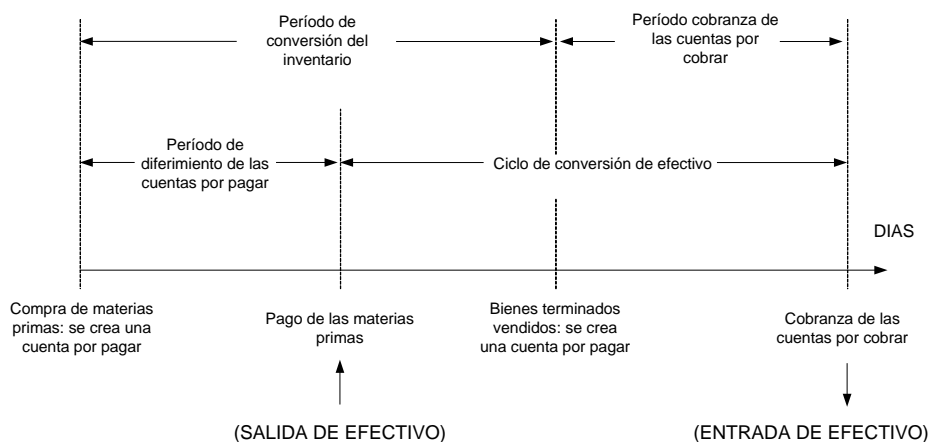 Período de
conversión del
inventario
Período cobranza de
las cuentas por
cobrar
Período de
diferimiento de las
cuentas por pagar
Ciclo de conversión de efectivo
DIAS
Compra de materias
primas: se crea una
cuenta por pagar
Pago de las materias
primas
Bienes terminados
vendidos: se crea
una cuenta por pagar
Cobranza de las
cuentas por cobrar
(SALIDA DE EFECTIVO)
(ENTRADA DE EFECTIVO)